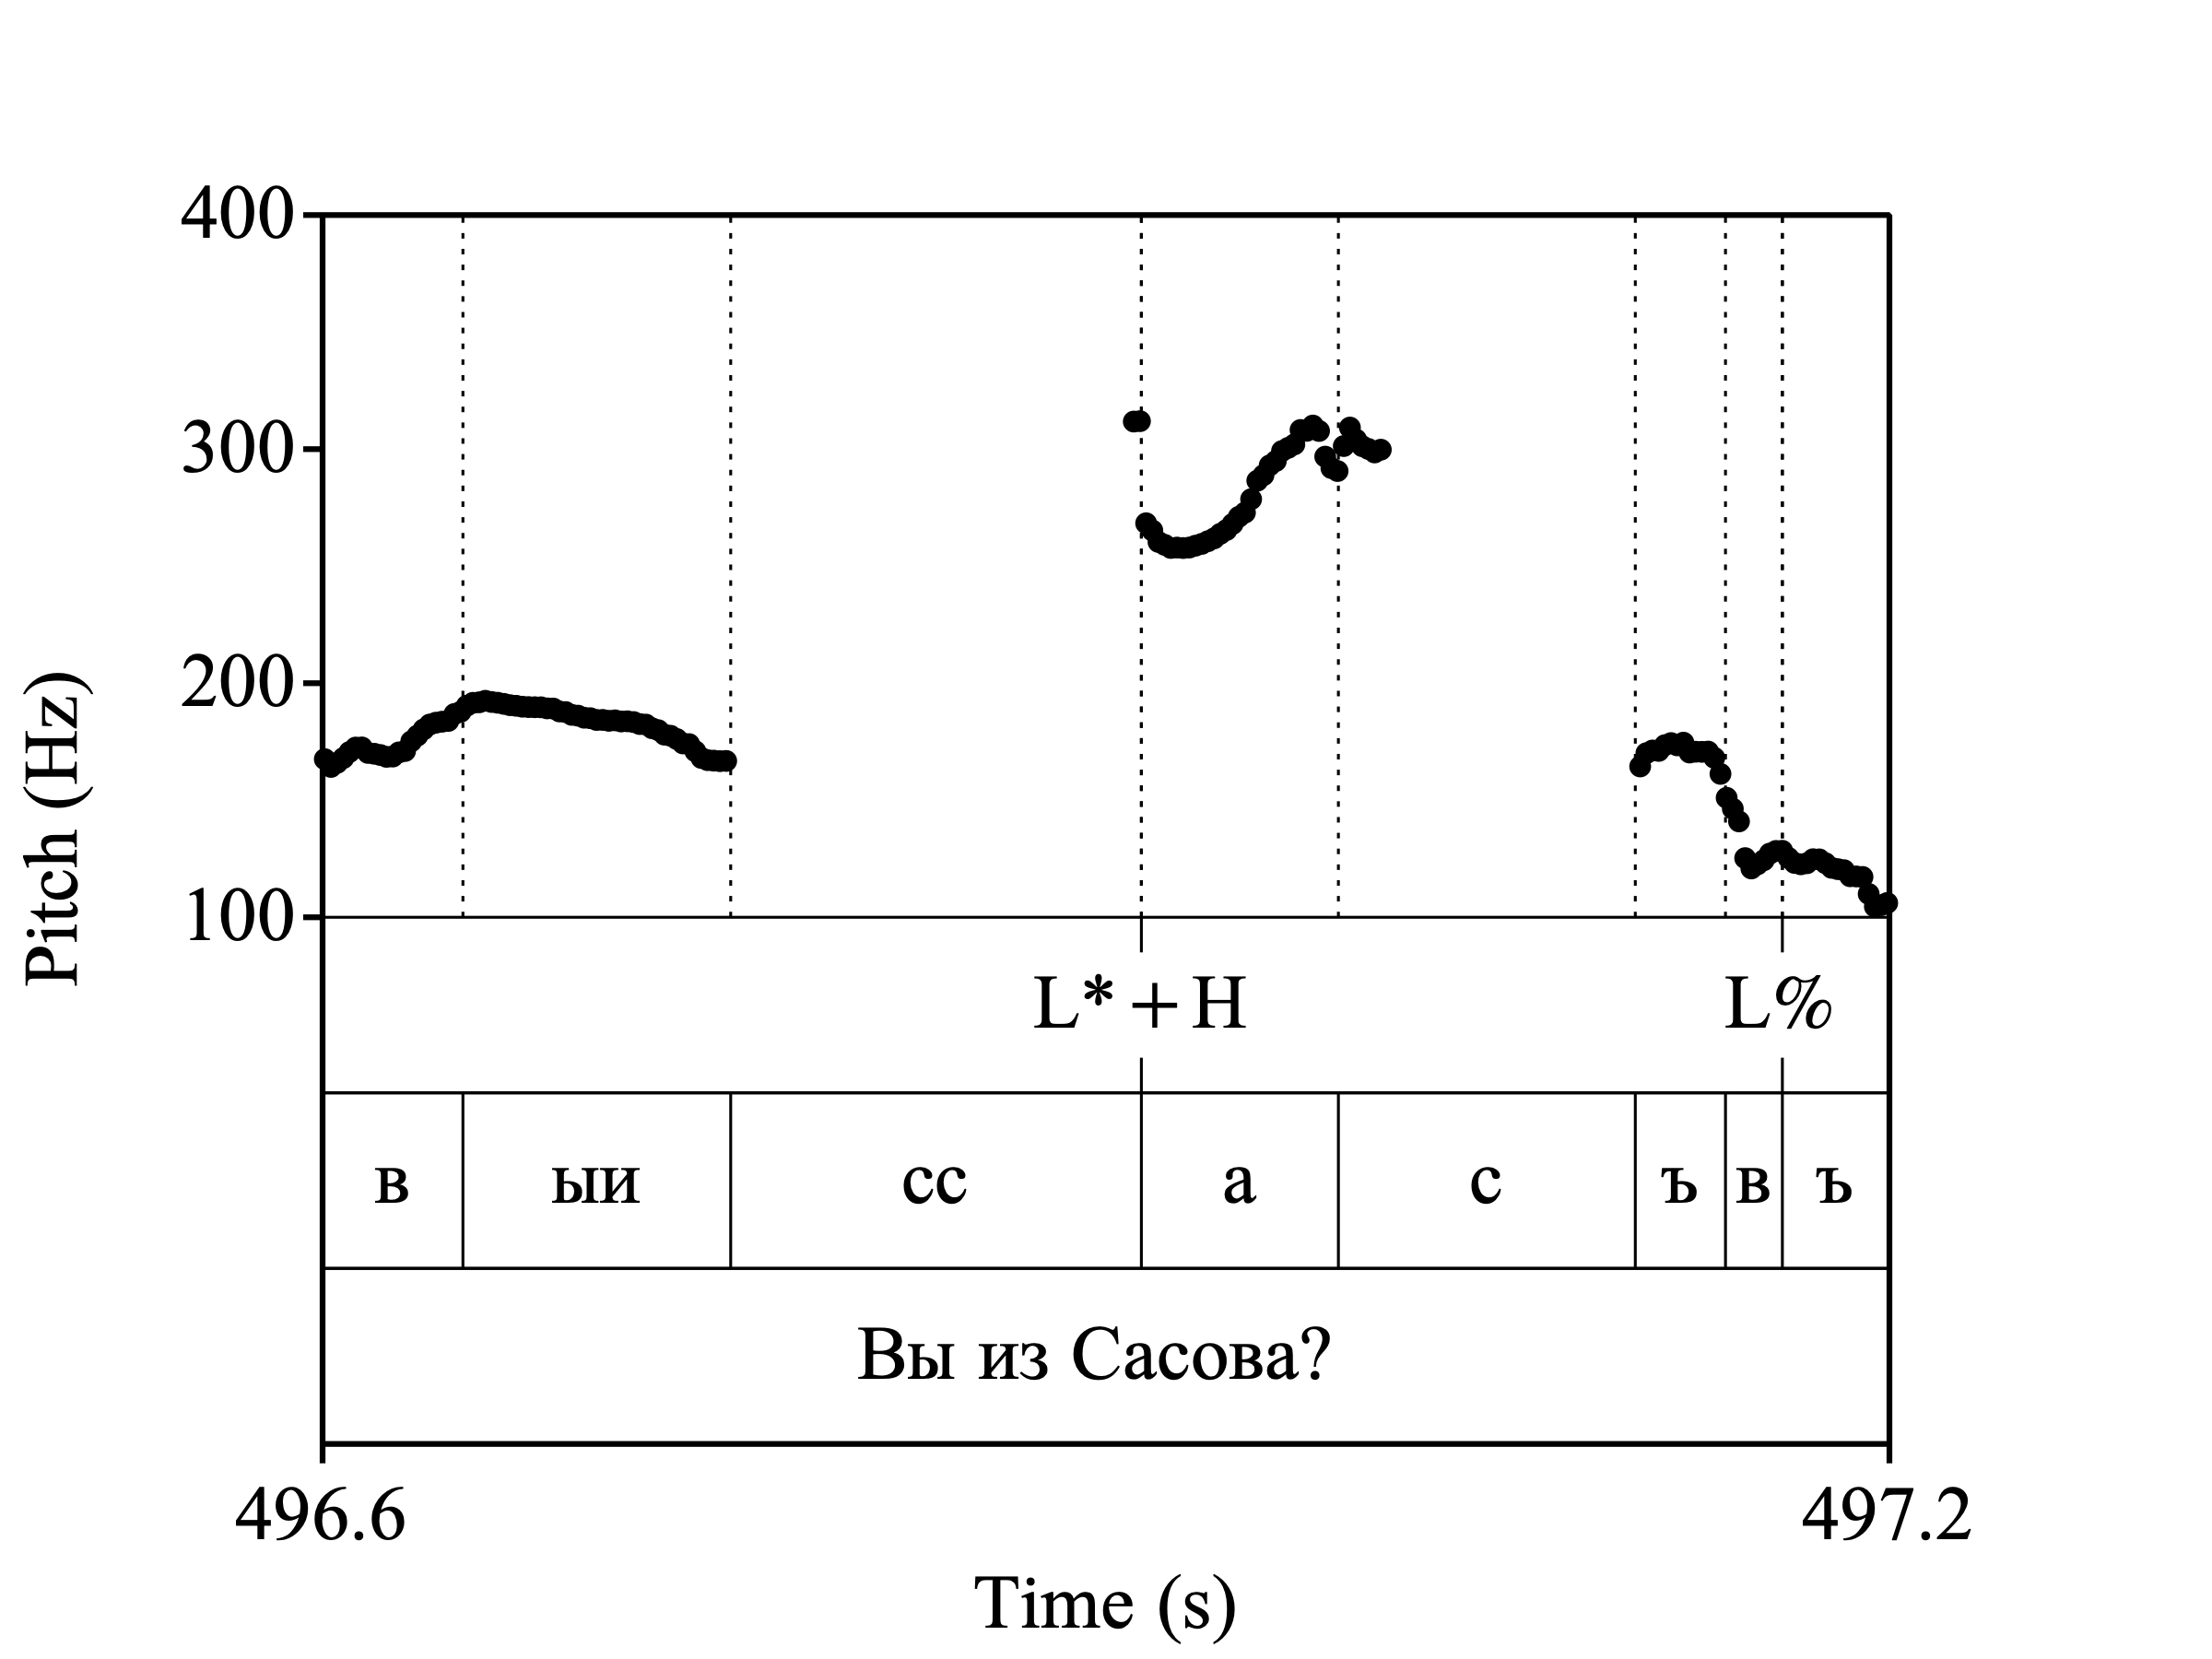 400
300
200
100
Pitch (Hz)
L*+H L%
в ыи сс а с ъ в ъ
Вы из Сасова?
496.6 497.2
Time (s)